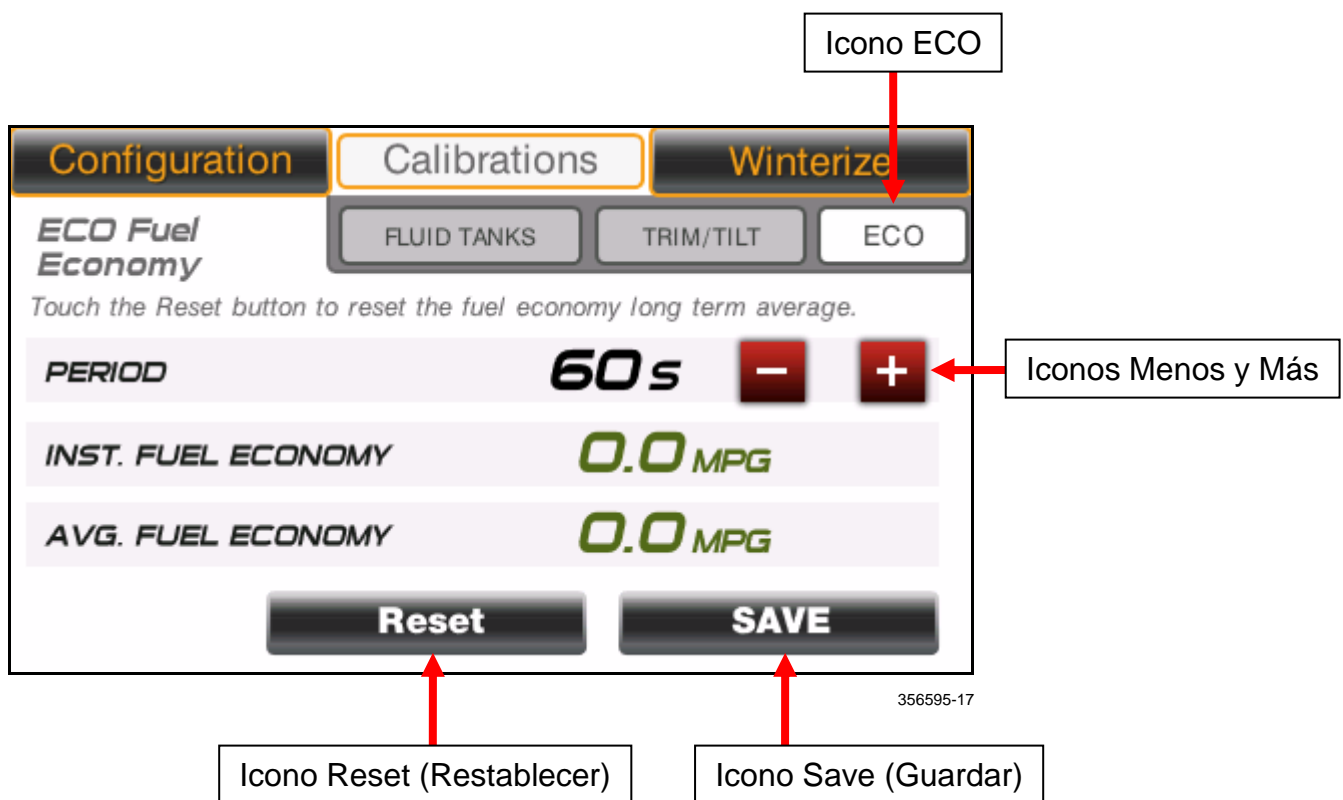 Icono ECO
Configuration
Calibrations
Winterize
ECO Fuel
Economy
FLUID TANKS
TRIM/TILT
ECO
Touch the Reset button to reset the fuel economy long term average.
PERIOD
60 s
−
+
Iconos Menos y Más
INST. FUEL ECONOMY
0.0 MPG
AVG. FUEL ECONOMY
0.0 MPG
Reset
SAVE
356595-17
Icono Reset (Restablecer)
Icono Save (Guardar)